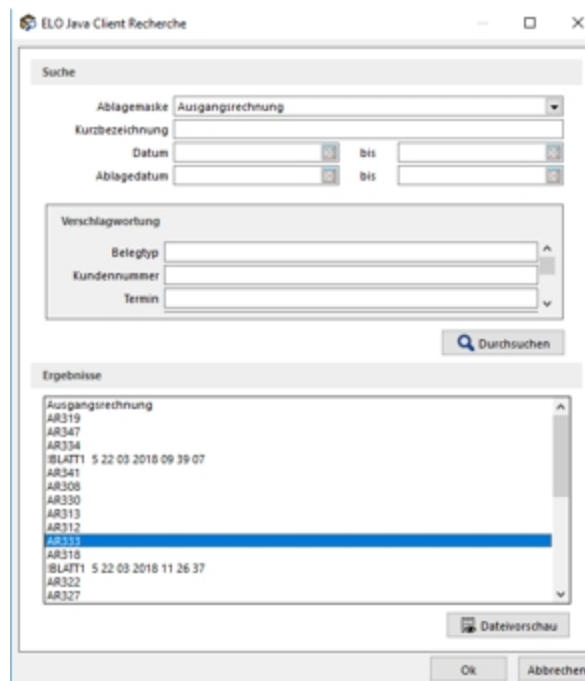 ELO Java Client Recherche
Suche
Ablagemaske Ausgangsrechnung
Kurzbezeichnung
Datum bis
Ablagedatum bis
Verschlagwortung
Belegtyp
Kundennummer
Termin
Durchsuchen
Ergebnisse
Ausgangsrechnung
AR319
AR347
AR334
!BLATT1 5 22 03 2018 09 39 07
AR341
AR308
AR330
AR313
AR312
AR333
AR318
!BLATT1 5 22 03 2018 11 26 37
AR322
AR327
Dateivorschau
Ok Abbrechen